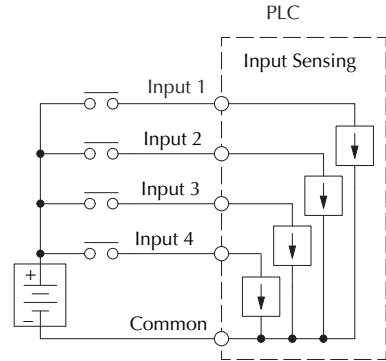 PLC
Input Sensing
Input 1
Input 2
Input 3
Input 4
+
−
Common